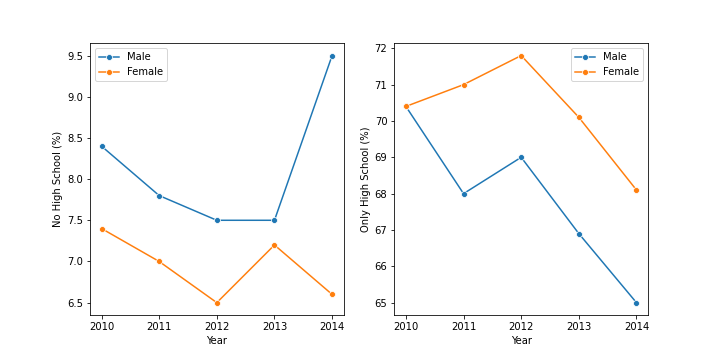 Male
Female
No High School (%)
9.5
9.0
8.5
8.0
7.5
7.0
6.5
2010 2011 2012 2013 2014
Year
Male
Female
Only High School (%)
72
71
70
69
68
67
66
65
2010 2011 2012 2013 2014
Year